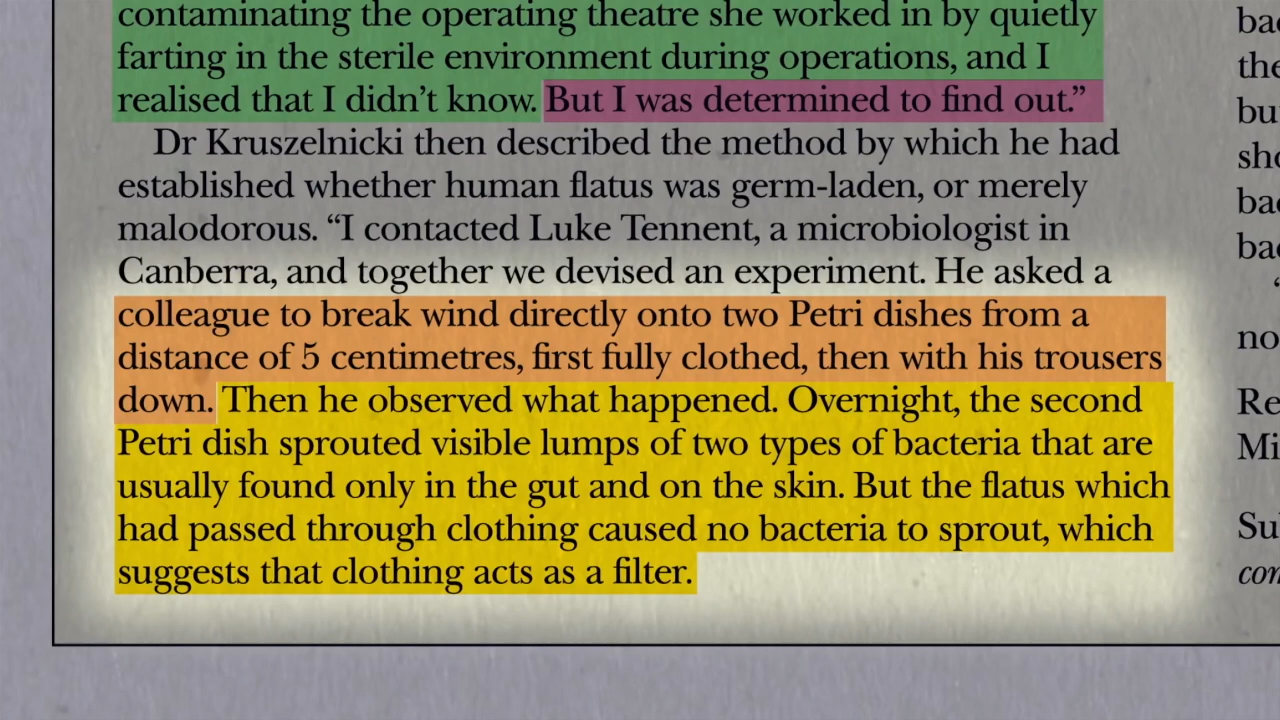 contaminating the operating theatre she worked in by quietly
farting in the sterile environment during operations, and I
realised that I didn’t know. But I was determined to find out.”
Dr Kruszelnicki then described the method by which he had
established whether human flatus was germ-laden, or merely
malodorous. “I contacted Luke Tennent, a microbiologist in
Canberra, and together we devised an experiment. He asked a
colleague to break wind directly onto two Petri dishes from a
distance of 5 centimetres, first fully clothed, then with his trousers
down. Then he observed what happened. Overnight, the second
Petri dish sprouted visible lumps of two types of bacteria that are
usually found only in the gut and on the skin. But the flatus which
had passed through clothing caused no bacteria to sprout, which
suggests that clothing acts as a filter.